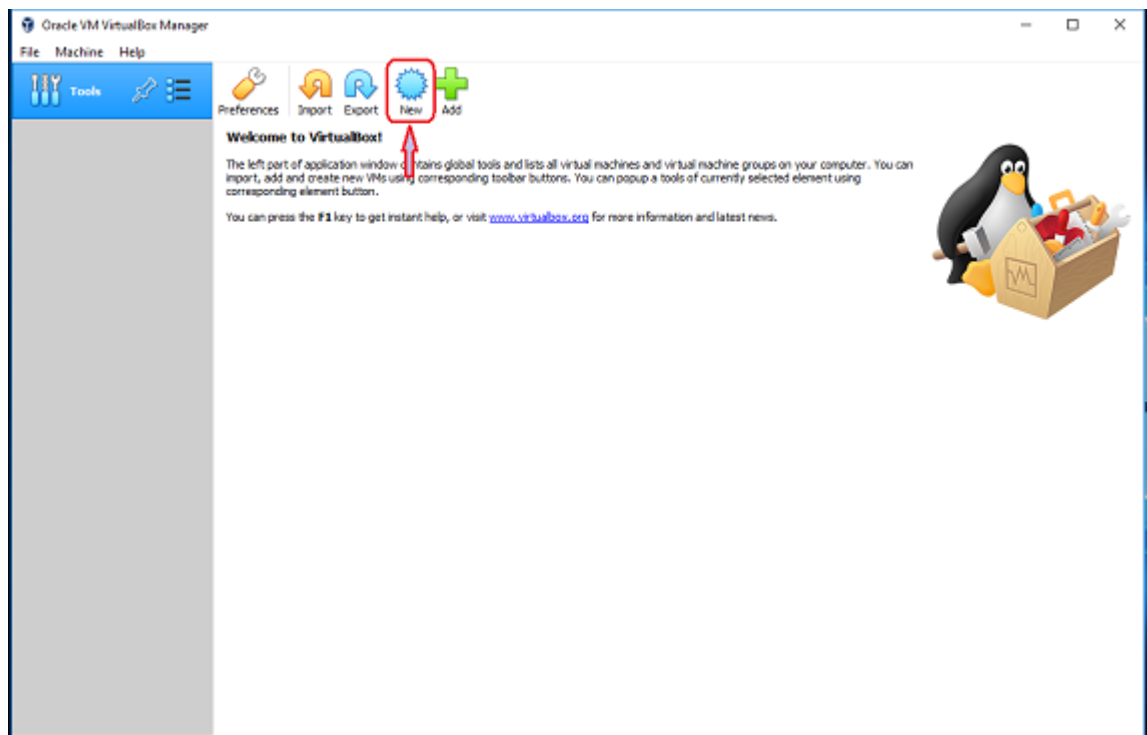 Oracle VM VirtualBox Manager
File Machine Help
Tools
Preferences Import Export New Add
Welcome to VirtualBox!
The left part of application window contains global tools and lists all virtual machines and virtual machine groups on your computer. You can
import, add and create new VMs using corresponding toolbar buttons. You can popup a tools of currently selected element using
corresponding element button.
You can press the F1 key to get instant help, or visit www.virtualbox.org for more information and latest news.
VM